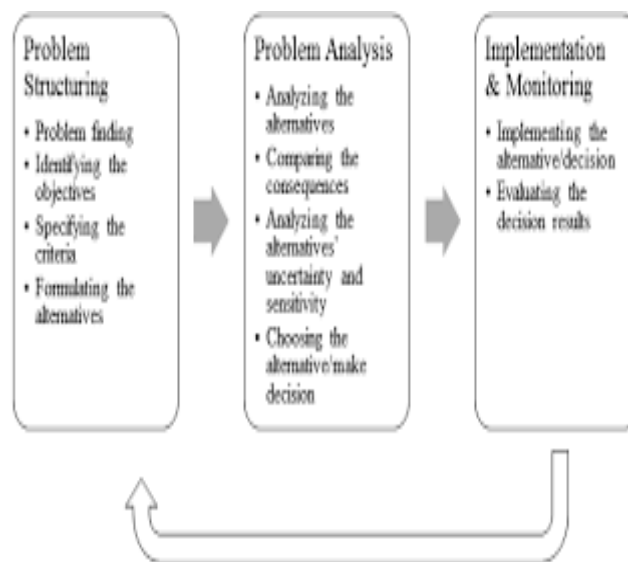 Problem
Structuring
• Problem finding
• Identifying the
objectives
• Specifying the
criteria
• Formulating the
alternatives
Problem Analysis
• Analyzing the
alternatives
• Comparing the
consequences
• Analyzing the
alternatives'
uncertainty and
sensitivity
• Choosing the
alternative/make
decision
Implementation
& Monitoring
• Implementing the
alternative/decision
• Evaluating the
decision results